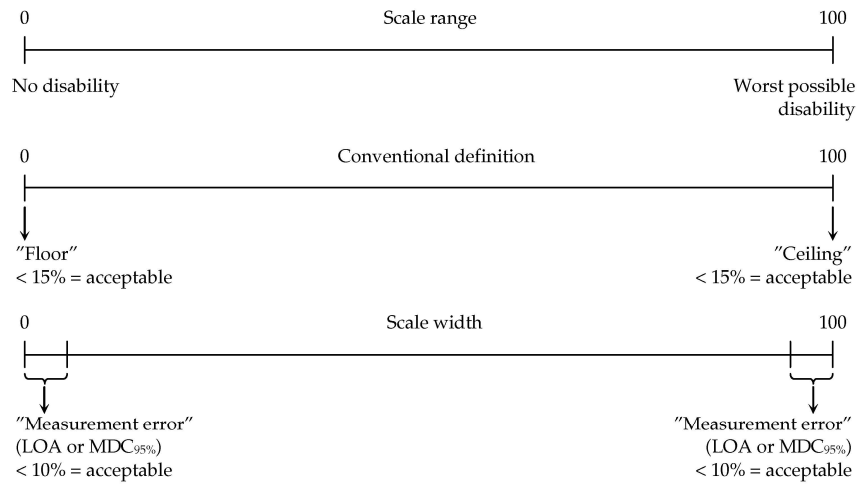 0 Scale range 100
No disability Worst possible
disability
0 Conventional definition 100
"Floor" "Ceiling"
< 15% = acceptable < 15% = acceptable
0 Scale width 100
"Measurement error" "Measurement error"
(LOA or MDC95%) (LOA or MDC95%)
< 10% = acceptable < 10% = acceptable